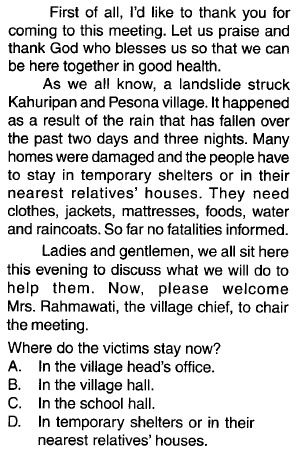 First of all, I'd like to thank you for
coming to this meeting. Let us praise and
thank God who blesses us so that we can
be here together in good health.
As we all know, a landslide struck
Kahuripan and Pesona village. It happened
as a result of the rain that has fallen over
the past two days and three nights. Many
homes were damaged and the people have
to stay in temporary shelters or in their
nearest relatives' houses. They need
clothes, jackets, mattresses, foods, water
and raincoats. So far no fatalities informed.
Ladies and gentlemen, we all sit here
this evening to discuss what we will do to
help them. Now, please welcome
Mrs. Rahmawati, the village chief, to chair
the meeting.
Where do the victims stay now?
A. In the village head's office.
B. In the village hall.
C. In the school hall.
D. In temporary shelters or in their
nearest relatives' houses.